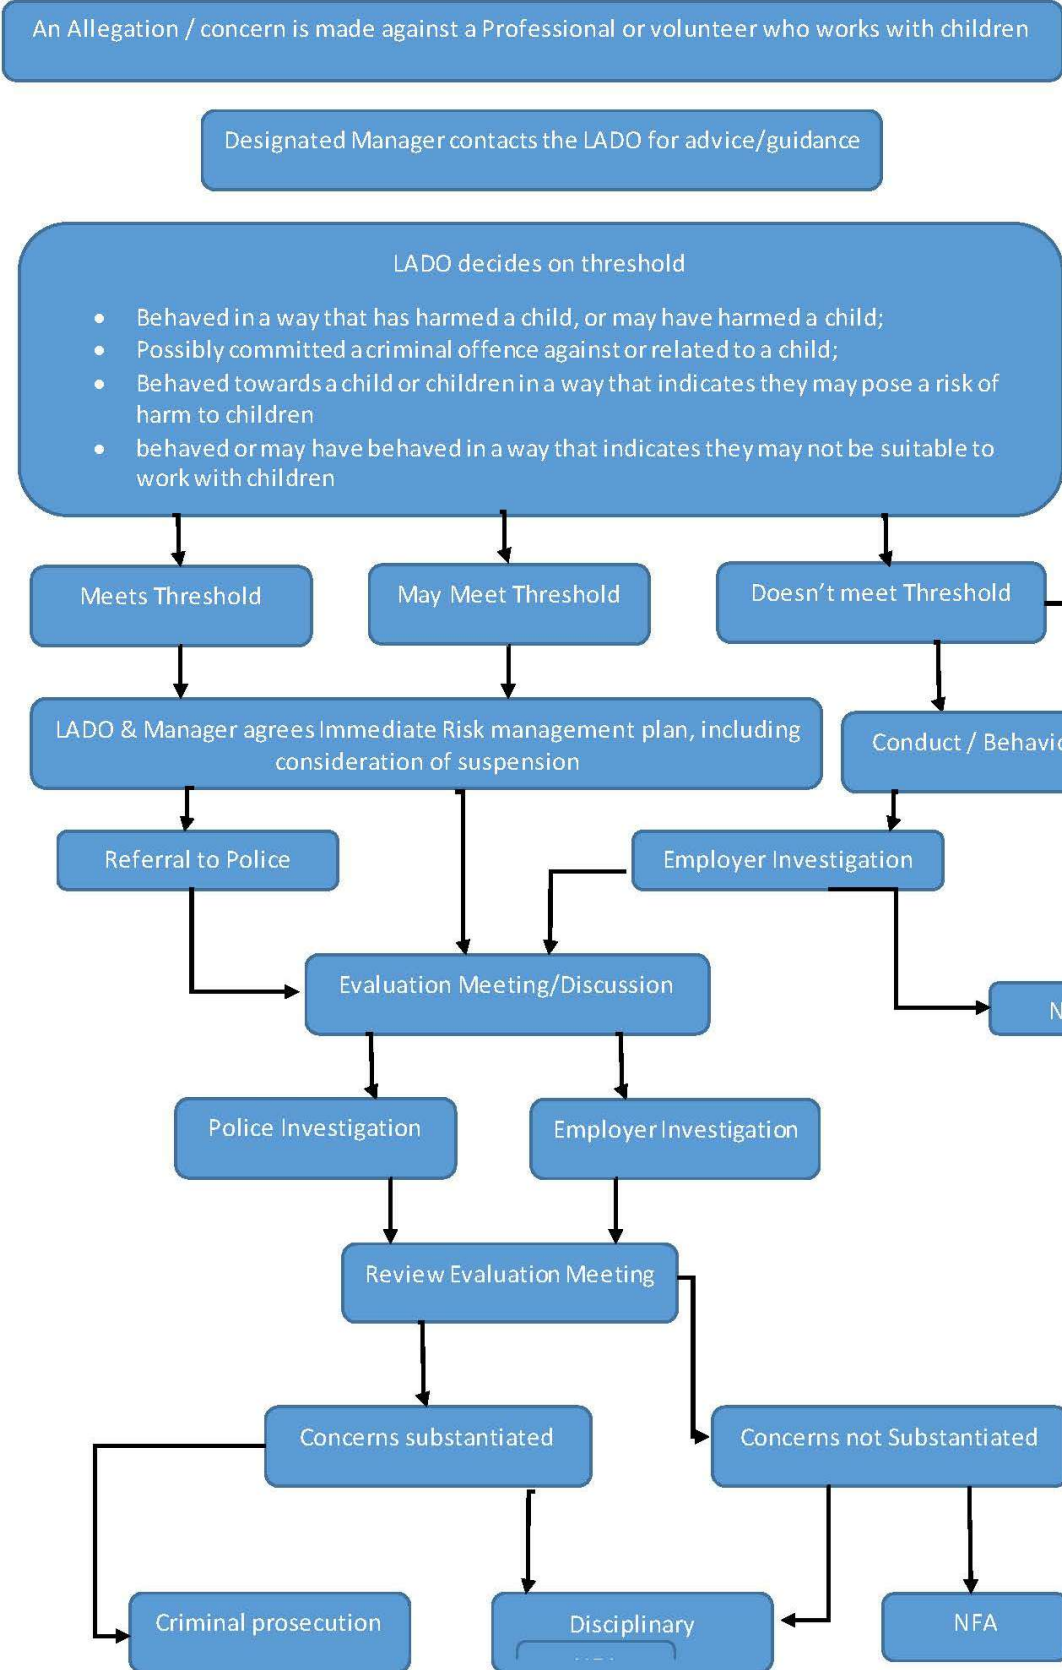 An Allegation / concern is made against a Professional or volunteer who works with children
Designated Manager contacts the LADO for advice/guidance
LADO decides on threshold
• Behaved in a way that has harmed a child, or may have harmed a child;
• Possibly committed a criminal offence against or related to a child;
• Behaved towards a child or children in a way that indicates they may pose a risk of
harm to children
• behaved or may have behaved in a way that indicates they may not be suitable to
work with children
Meets Threshold
May Meet Threshold
Doesn't meet Threshold
LADO & Manager agrees Immediate Risk management plan, including
consideration of suspension
Conduct /
Referral to Police
Employer Investigation
Evaluation Meeting/Discussion
Police Investigation
Employer Investigation
Review Evaluation Meeting
Concerns substantiated
Concerns not Substantiated
Criminal prosecution
Disciplinary
NFA